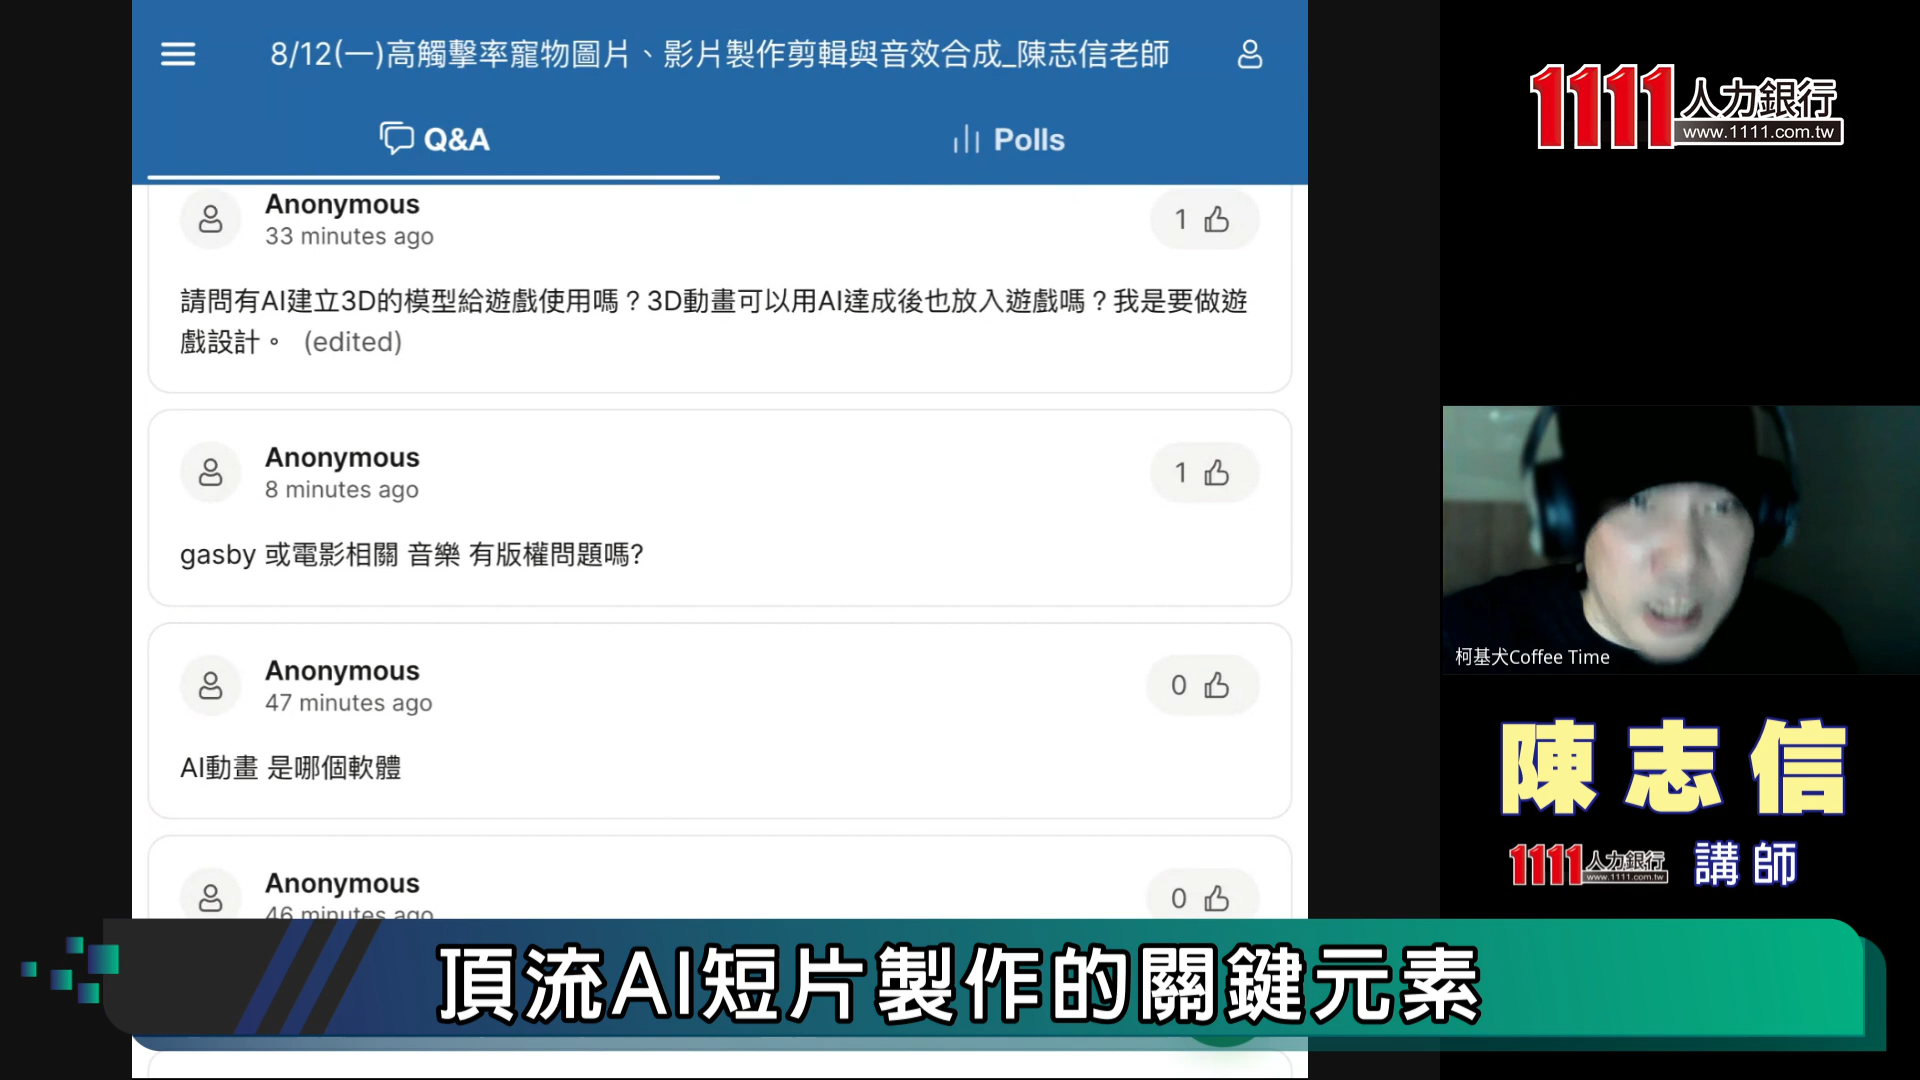 8/12(一)高觸擊率寵物圖片、影片製作剪輯與音效合成_陳志信老師
Q&A
Polls
Anonymous
33 minutes ago
1
請問有AI建立3D的模型給遊戲使用嗎？3D動畫可以用AI達成後也放入遊戲嗎？我是要做遊
戲設計。 (edited)
Anonymous
8 minutes ago
1
gasby 或電影相關 音樂 有版權問題嗎?
Anonymous
47 minutes ago
0
AI動畫 是哪個軟體
Anonymous
46 minutes ago
0
頂流AI短片製作的關鍵元素
1111人力銀行
www.1111.com.tw
柯基犬Coffee Time
陳志信
1111人力銀行
www.1111.com.tw
講師